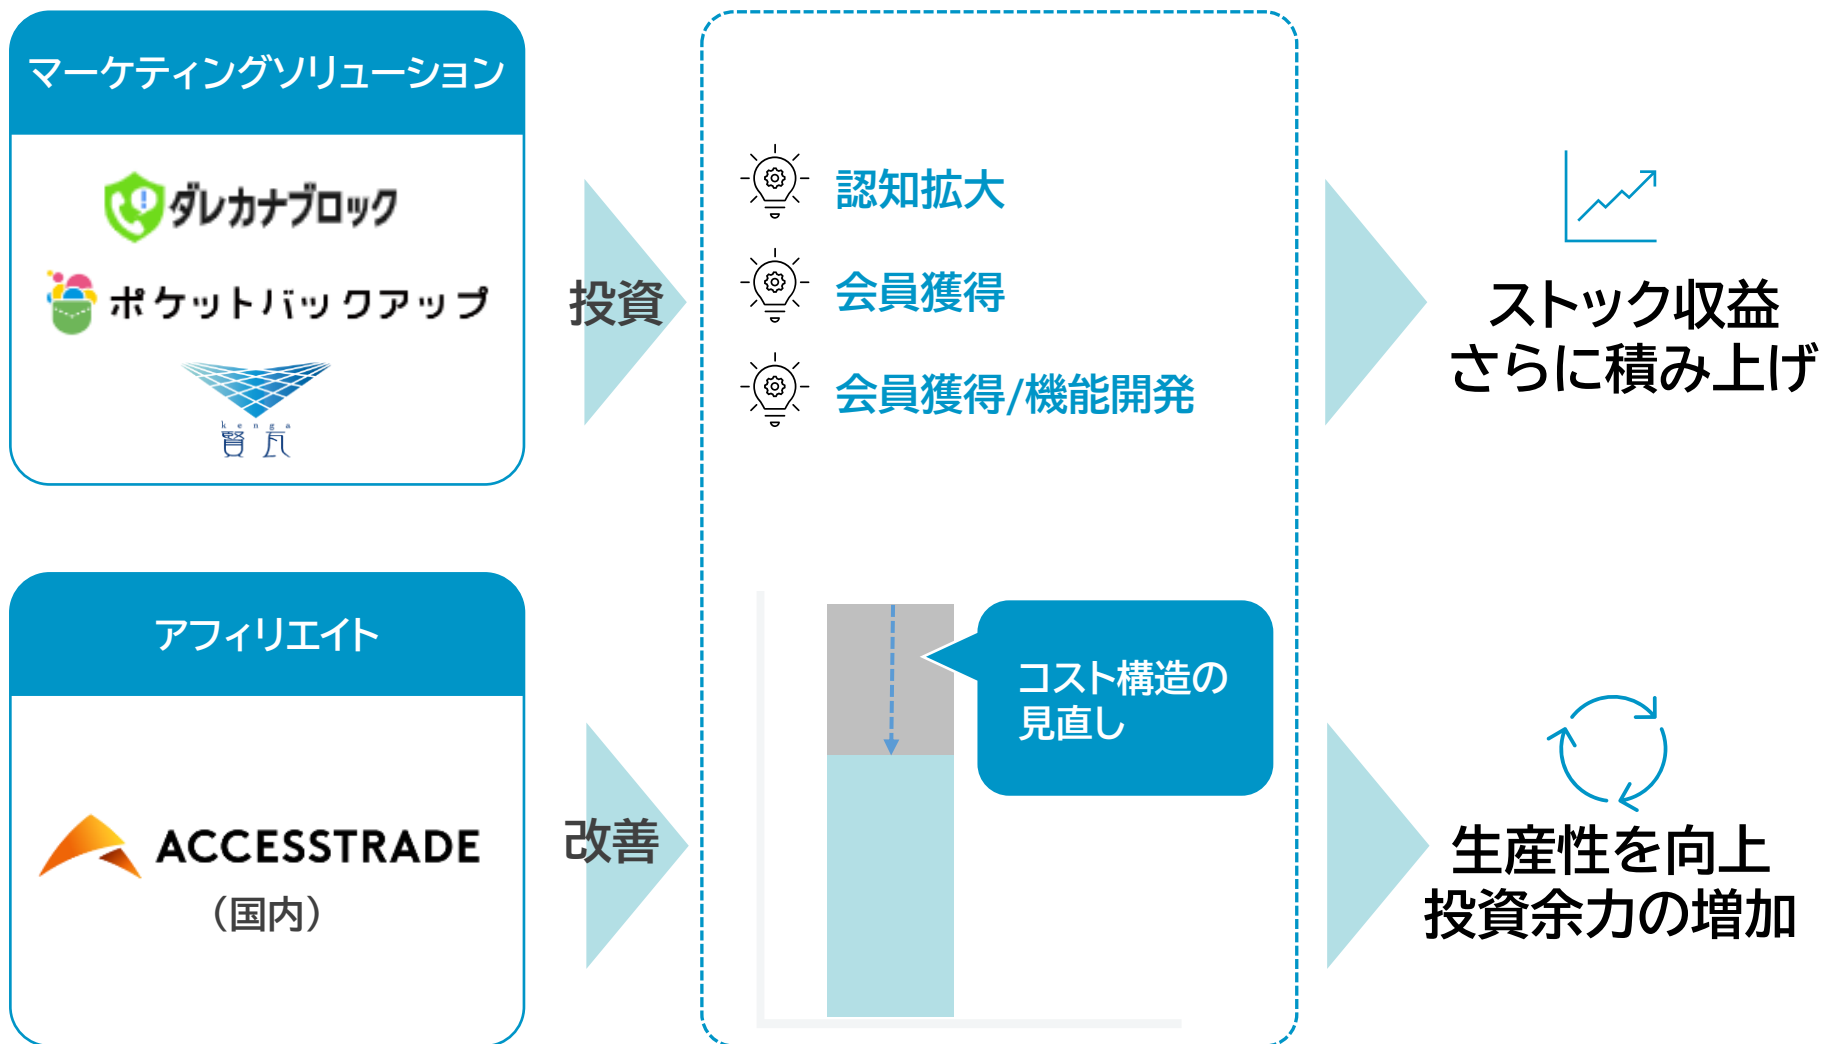 マーケティングソリューション
ダレカナブロック
ポケットバックアップ
kenga
賢瓦
投資
認知拡大
会員獲得
会員獲得/機能開発
ストック収益
さらに積み上げ
アフィリエイト
ACCESSTRADE
（国内）
改善
コスト構造の
見直し
生産性を向上
投資余力の増加